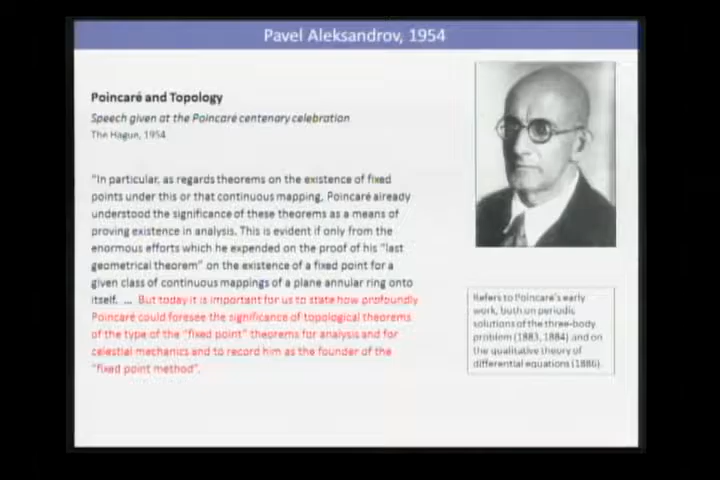 Pavel Aleksandrov, 1954
Poincaré and Topology
Speech given at the Poincaré centenary celebration
The Hague, 1954
"In particular, as regards theorems on the existence of fixed
points under this or that continuous mapping, Poincaré already
understood the significance of these theorems as a means of
proving existence in analysis. This is evident if only from the
enormous efforts which he expended on the proof of his "last
geometrical theorem" on the existence of a fixed point for a
given class of continuous mappings of a plane annular ring onto
itself. ... But today it is important for us to state how profoundly
Poincaré could foresee the significance of topological theorems
of the type of the "fixed point" theorems for analysis and for
celestial mechanics and to record him as the founder of the
"fixed point method".
Refers to Poincaré's early
work, both on periodic
solutions of the three-body
problem (1883, 1884) and on
the qualitative theory of
differential equations (1886).